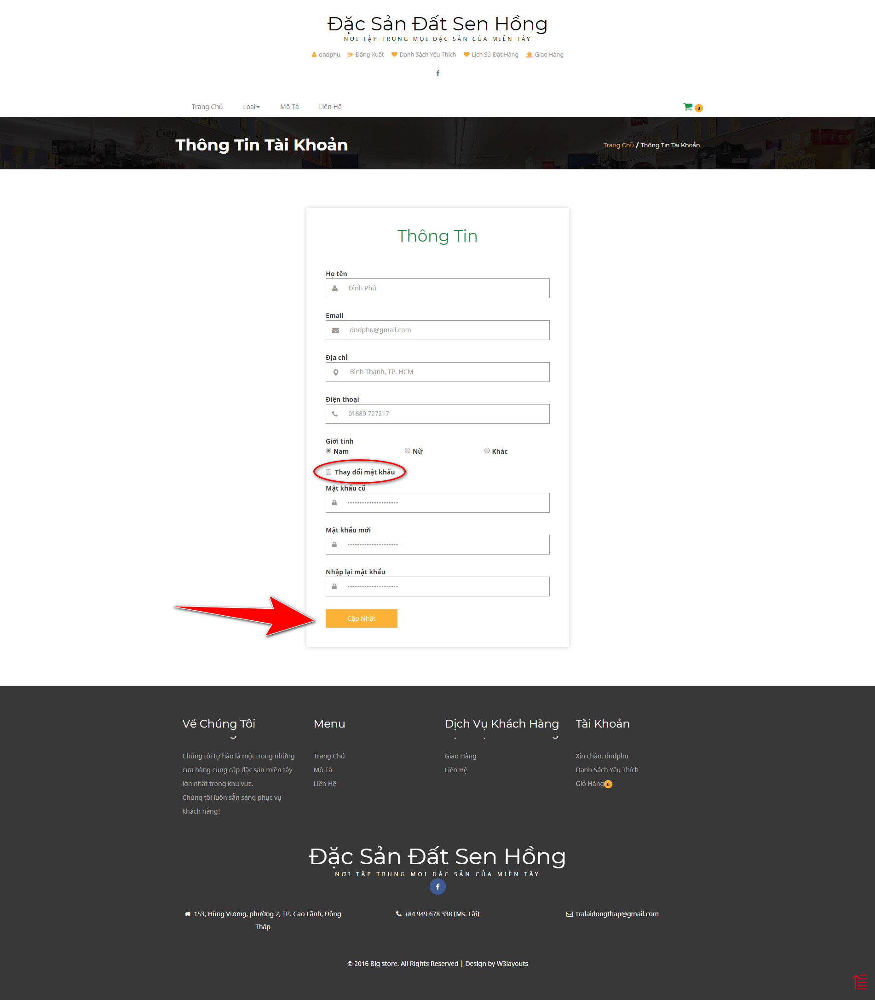 Đặc Sản Đất Sen Hồng
NƠI TẬP TRUNG MỌI ĐẶC SẢN CỦA MIỀN TÂY
dndphu Đăng Xuất Danh Sách Yêu Thích Lịch Sử Đặt Hàng Giao Hàng
Trang Chủ Loại Mô Tả Liên Hệ 0
Cien
Thông Tin Tài Khoản
Trang Chủ / Thông Tin Tài Khoản
Thông Tin
Họ tên
Đình Phú
Email
dndphu@gmail.com
Địa chỉ
Bình Thạnh, TP. HCM
Điện thoại
01689 727217
Giới tính
Nam Nữ Khác
Thay đổi mật khẩu
Mật khẩu cũ
Mật khẩu mới
Nhập lại mật khẩu
Cập Nhật
Về Chúng Tôi
Chúng tôi tự hào là một trong những
cửa hàng cung cấp đặc sản miền tây
lớn nhất trong khu vực.
Chúng tôi luôn sẵn sàng phục vụ
khách hàng!
Menu
Trang Chủ
Mô Tả
Liên Hệ
Dịch Vụ Khách Hàng
Giao Hàng
Liên Hệ
Tài Khoản
Xin chào, dndphu
Danh Sách Yêu Thích
Giỏ Hàng 0
Đặc Sản Đất Sen Hồng
NƠI TẬP TRUNG MỌI ĐẶC SẢN CỦA MIỀN TÂY
153, Hùng Vương, phường 2, TP. Cao Lãnh, Đồng
Tháp
+84 949 678 338 (Ms. Lài)
tralaidongthap@gmail.com
© 2016 Big store. All Rights Reserved | Design by W3layouts